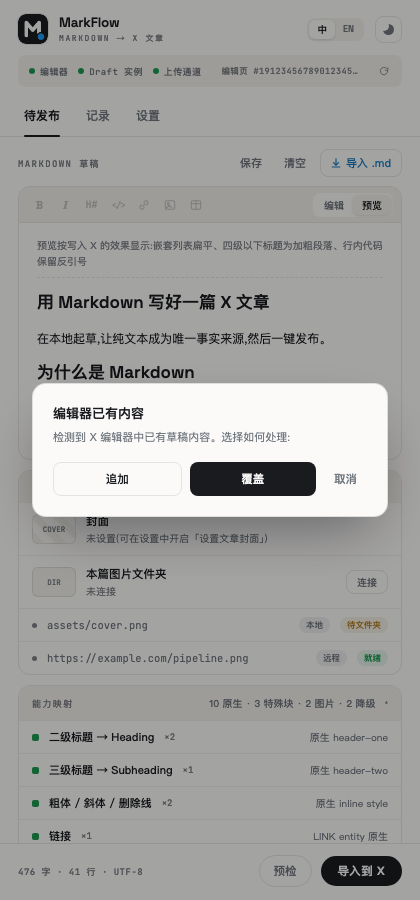 MarkFlow
MARKDOWN → X 文章
中 EN
编辑器 Draft 实例 上传通道 编辑页 #19123456789012345…
待发布 记录 设置
MARKDOWN 草稿 保存 清空 导入 .md
B I H# </> 编辑 预览
预览按写入 X 的效果显示:嵌套列表扁平、四级以下标题为加粗段落、行内代码
保留反引号
用 Markdown 写好一篇 X 文章
在本地起草,让纯文本成为唯一事实来源,然后一键发布。
为什么是 Markdown
编辑器已有内容
检测到 X 编辑器中已有草稿内容。选择如何处理:
追加 覆盖 取消
COVER 封面
未设置(可在设置中开启「设置文章封面」)
DIR 本篇图片文件夹
未连接 连接
assets/cover.png 本地 待文件夹
https://example.com/pipeline.png 远程 就绪
能力映射 10 原生 · 3 特殊块 · 2 图片 · 2 降级
二级标题 → Heading ×2 原生 header-one
三级标题 → Subheading ×1 原生 header-two
粗体 / 斜体 / 删除线 ×2 原生 inline style
链接 ×1 LINK entity 原生
476 字 · 41 行 · UTF-8 预检 导入到 X